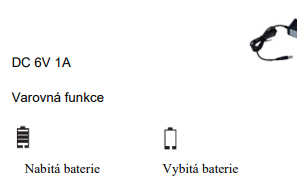 DC 6V 1A
Varovná funkce
Nabitá baterie Vybitá baterie